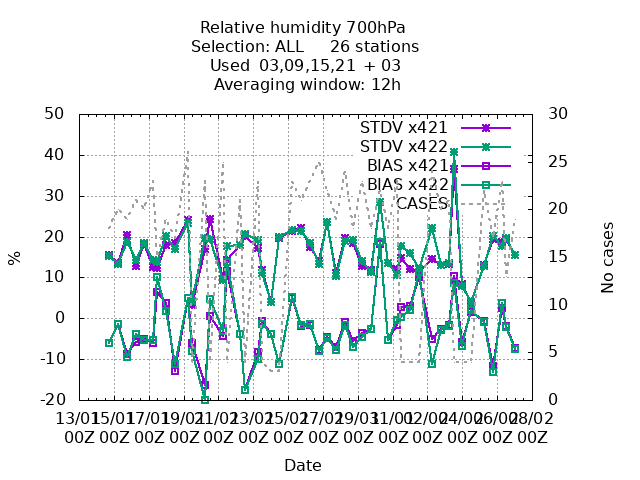 Relative humidity 700hPa
Selection: ALL 26 stations
Used 03,09,15,21 + 03
Averaging window: 12h
50 30
STDV x421
STDV x422
40 25
BIAS x421
BIAS x422
30 20
CASES
% 20 15 No cases
10 10
0
-10 5
-20 0
13/01 15/01 17/01 19/01 21/01 23/01 25/01 27/01 29/01 31/01 02/02 24/02 26/02 28/02
00Z 00Z 00Z 00Z 00Z 00Z 00Z 00Z 00Z 00Z 00Z 00Z 00Z 00Z
Date